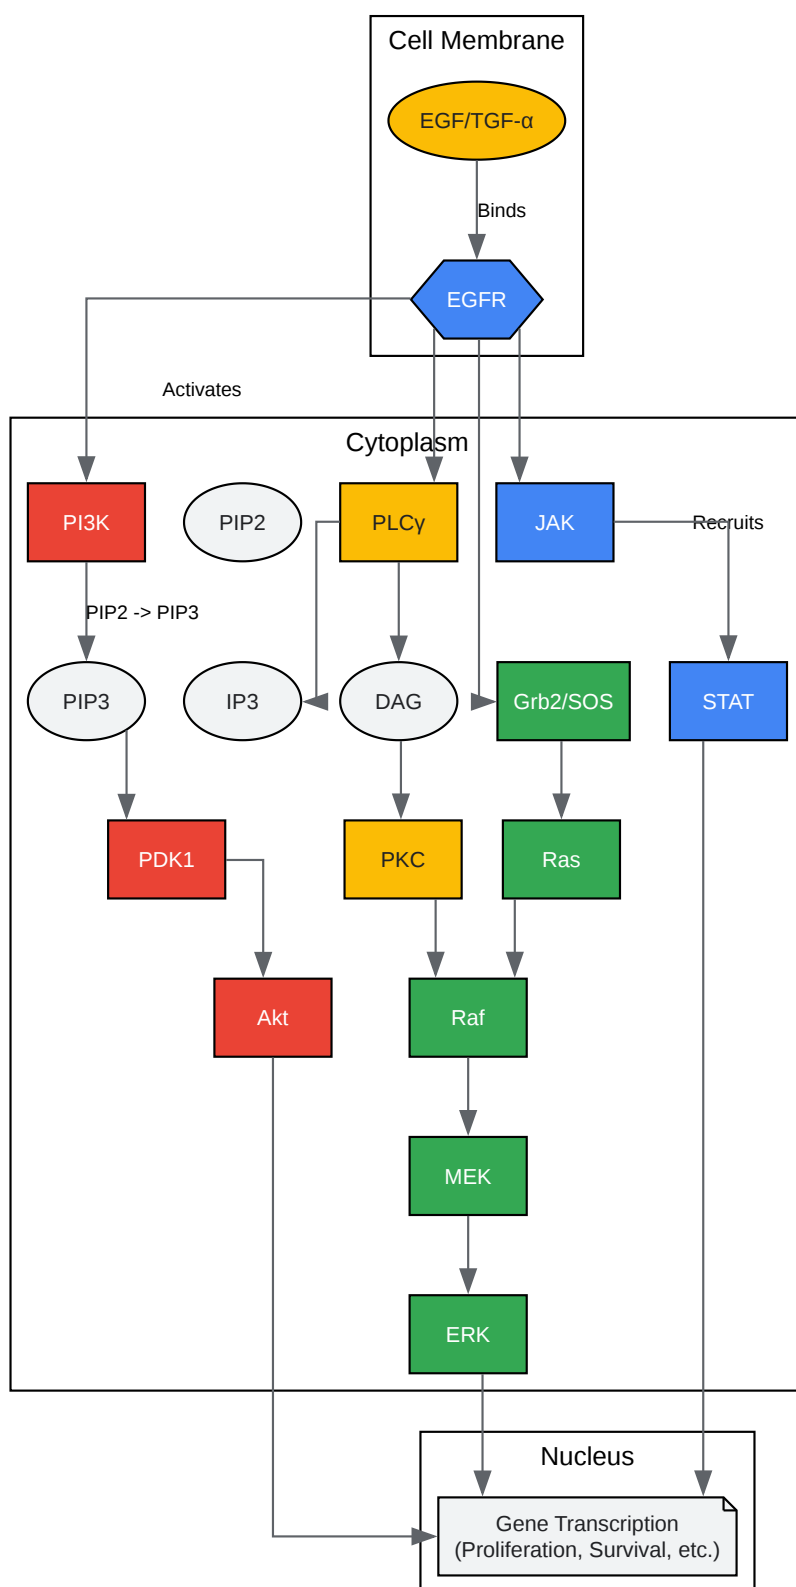 Cell Membrane
EGF/TGF-α
Binds
EGFR
Activates
Cytoplasm
PI3K
PIP2
PLCγ
JAK
Recruits
PIP2 -> PIP3
PIP3
IP3
DAG
Grb2/SOS
STAT
PDK1
PKC
Ras
Akt
Raf
MEK
ERK
Nucleus
Gene Transcription
(Proliferation, Survival, etc.)